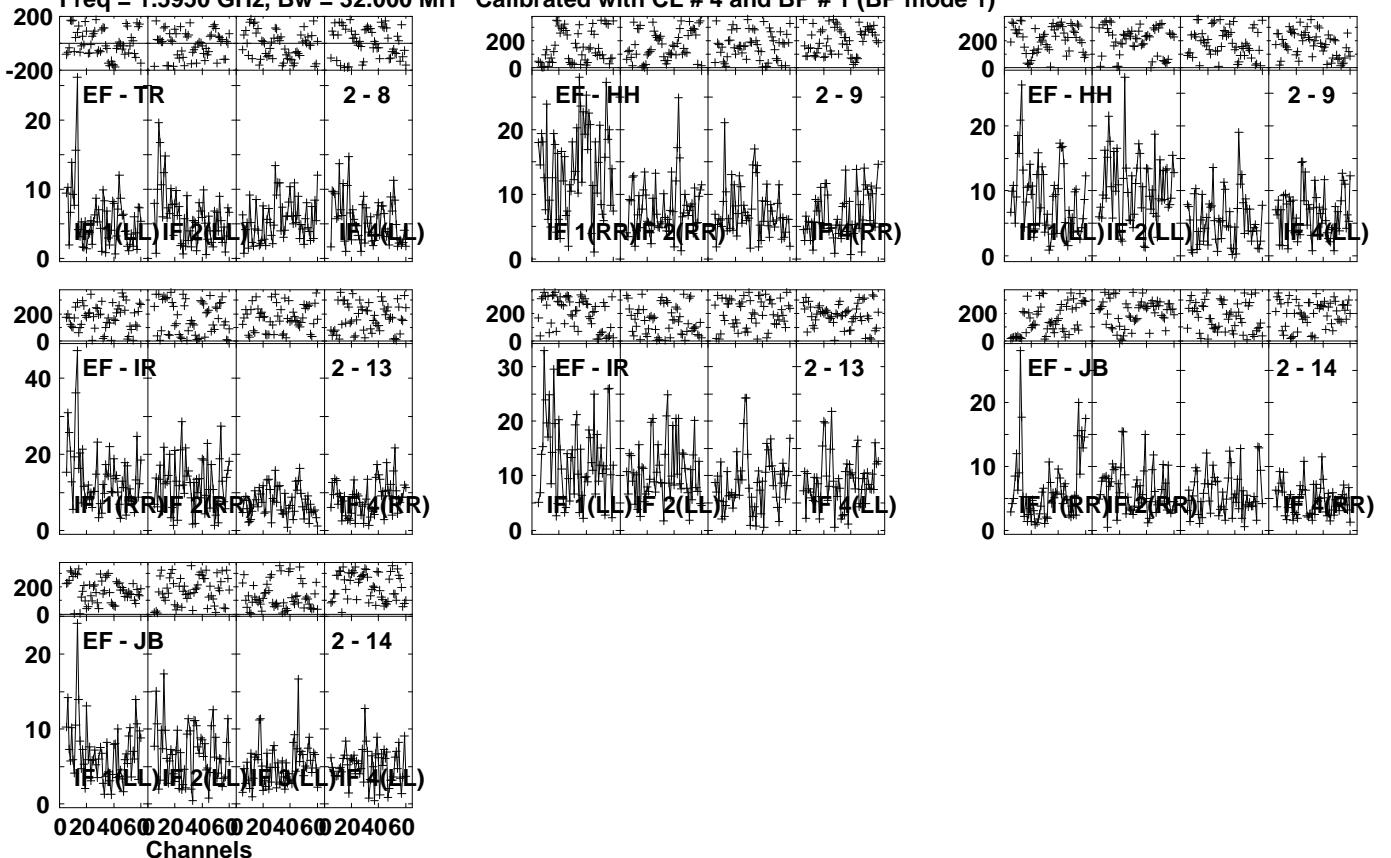 Freq = 1.5950 GHz, Bw = 32.000 MH Calibrated with CL # 4 and BP # 1 (BP mode 1)
200
-200
EF - TR 2 - 8
20
10
0
IF 1(LL) IF 2(LL) IF 4(LL)
200
0
EF - HH 2 - 9
20
10
0
IF 1(RR) IF 2(RR) IF 4(RR)
200
0
EF - HH 2 - 9
20
10
0
IF 1(LL) IF 2(LL) IF 4(LL)
200
0
EF - IR 2 - 13
40
20
0
IF 1(RR) IF 2(RR) IF 4(RR)
200
0
EF - IR 2 - 13
30
20
10
0
IF 1(LL) IF 2(LL) IF 4(LL)
200
0
EF - JB 2 - 14
20
10
0
IF 1(RR) IF 2(RR) IF 4(RR)
200
0
EF - JB 2 - 14
20
10
0
IF 1(LL) IF 2(LL) IF 3(LL) IF 4(LL)
0 20 40 60 0 20 40 60 0 20 40 60 0 20 40 60
Channels